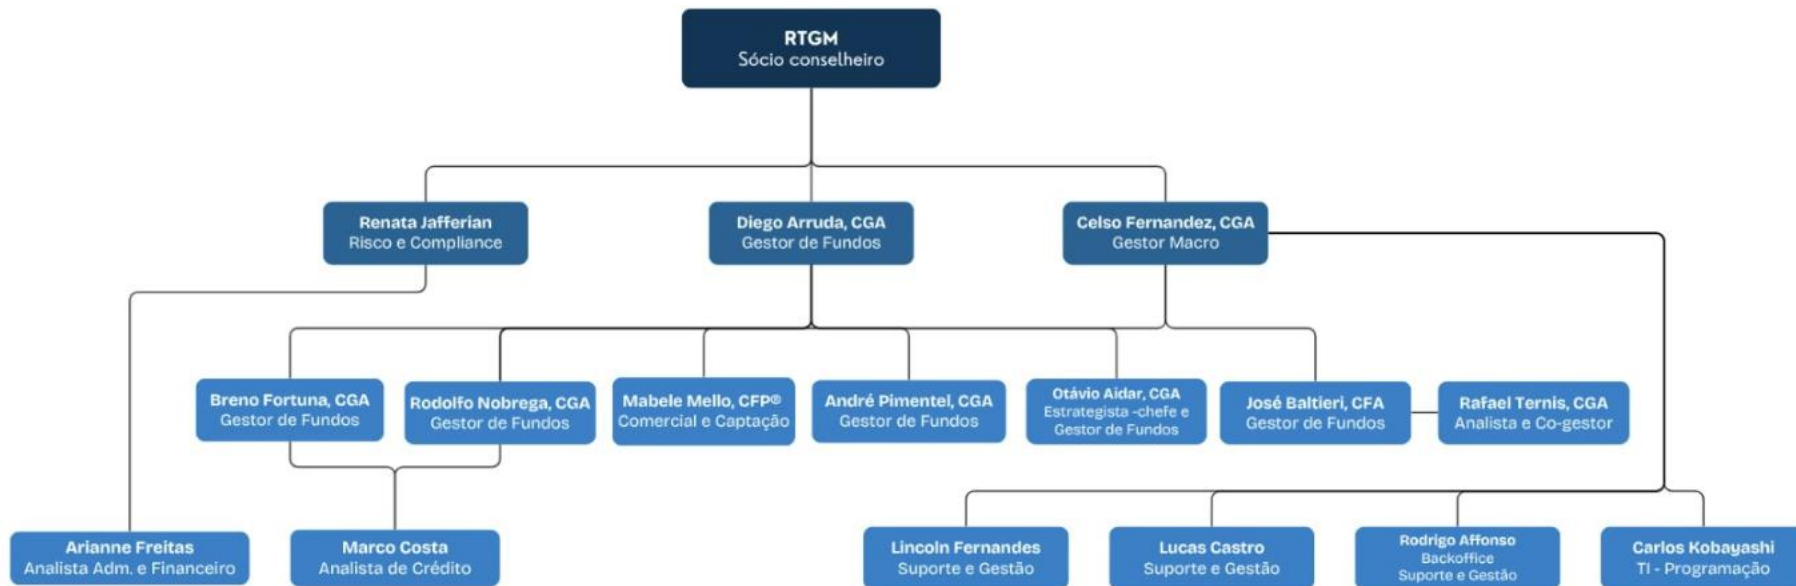 RTGM
Sócio conselheiro
Renata Jafferian
Risco e Compliance
Diego Arruda, CGA
Gestor de Fundos
Celso Fernandez, CGA
Gestor Macro
Breno Fortuna, CGA
Gestor de Fundos
Rodolfo Nobrega, CGA
Gestor de Fundos
Mabele Mello, CFP®
Comercial e Captação
André Pimentel, CGA
Gestor de Fundos
Otávio Aidar, CGA
Estrategista -chefe e
Gestor de Fundos
José Baltieri, CFA
Gestor de Fundos
Rafael Ternis, CGA
Analista e Co-gestor
Arianne Freitas
Analista Adm. e Financeiro
Marco Costa
Analista de Crédito
Lincoln Fernandes
Suporte e Gestão
Lucas Castro
Suporte e Gestão
Rodrigo Affonso
Backoffice
Suporte e Gestão
Carlos Kobayashi
TI - Programação